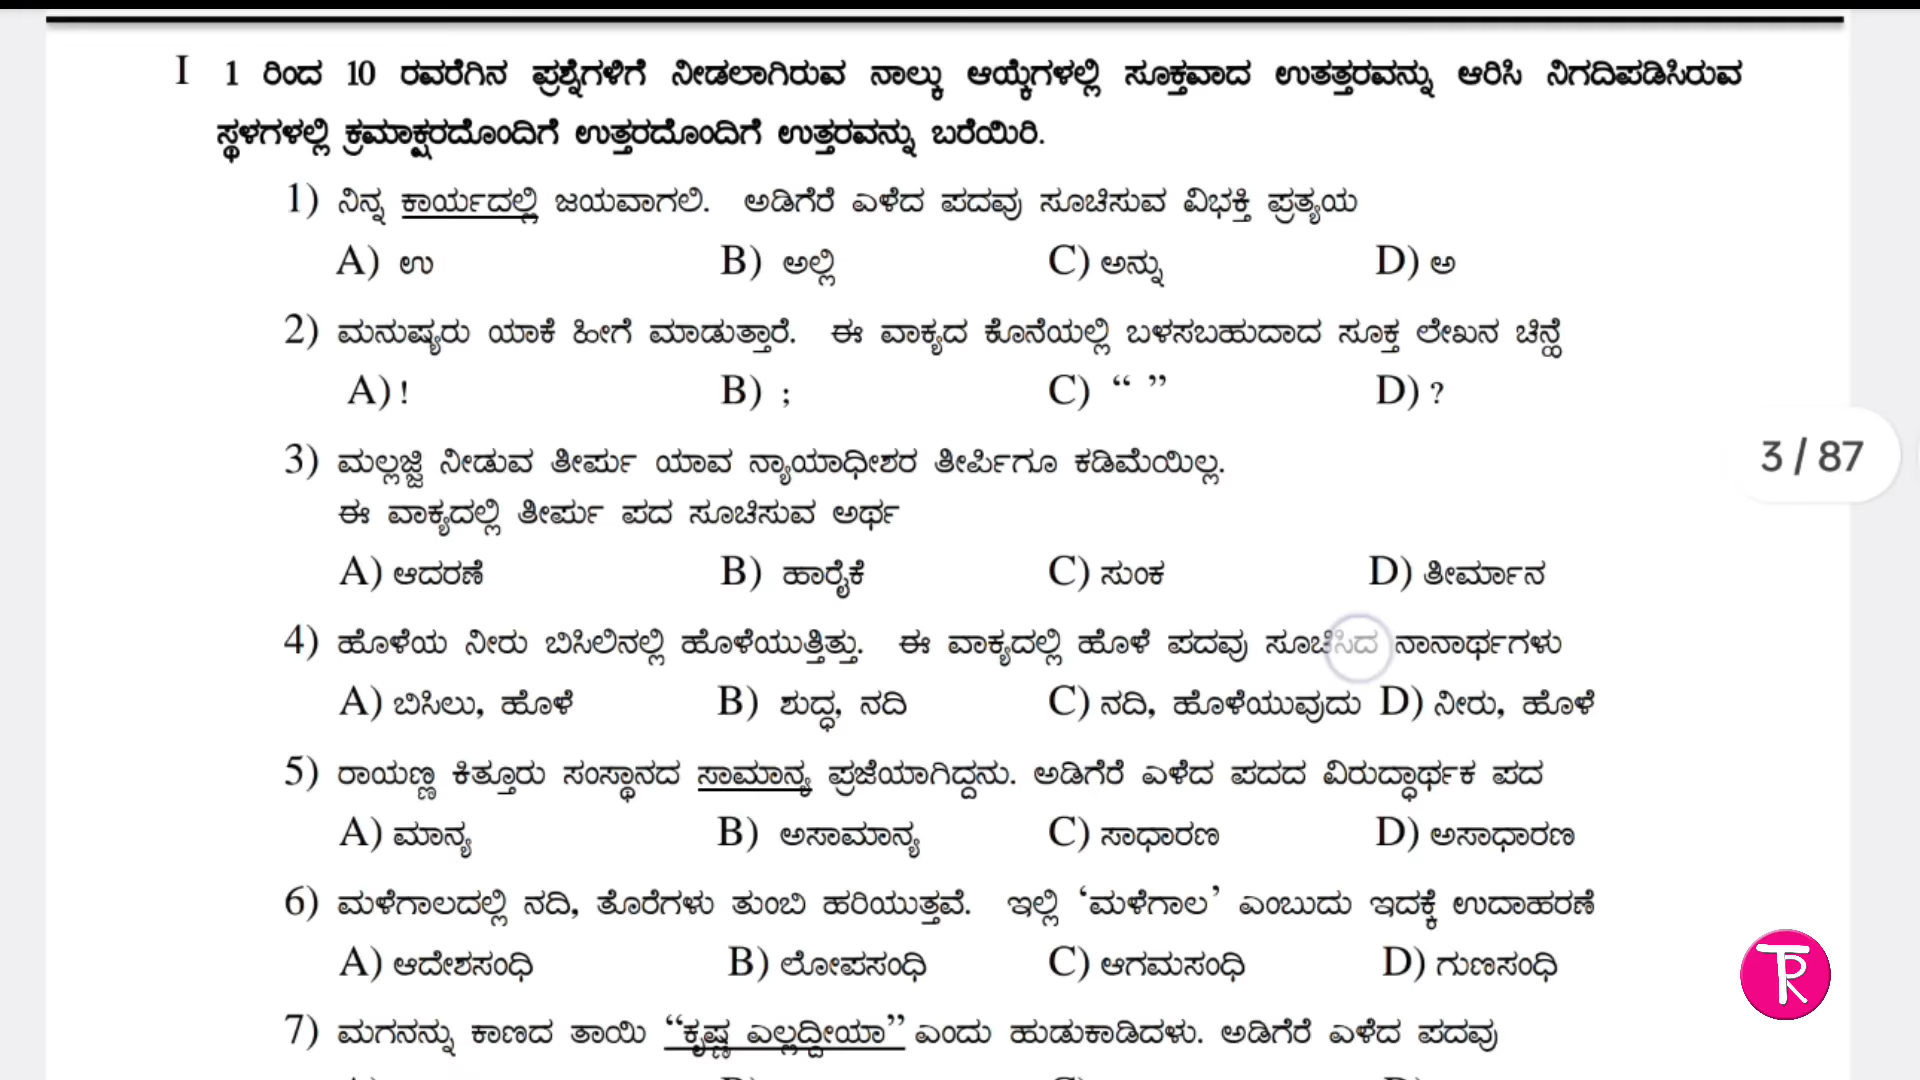 I 1 ರಿಂದ 10 ರವರೆಗಿನ ಪ್ರಶ್ನೆಗಳಿಗೆ ನೀಡಲಾಗಿರುವ ನಾಲ್ಕು ಆಯ್ಕೆಗಳಲ್ಲಿ ಸೂಕ್ತವಾದ ಉತತ್ತರವನ್ನು ಆರಿಸಿ ನಿಗದಿಪಡಿಸಿರುವ
ಸ್ಥಳಗಳಲ್ಲಿ ಕ್ರಮಾಕ್ಷರದೊಂದಿಗೆ ಉತ್ತರದೊಂದಿಗೆ ಉತ್ತರವನ್ನು ಬರೆಯಿರಿ.
1) ನಿನ್ನ ಕಾರ್ಯದಲ್ಲಿ ಜಯವಾಗಲಿ. ಅಡಿಗೆರೆ ಎಳೆದ ಪದವು ಸೂಚಿಸುವ ವಿಭಕ್ತಿ ಪ್ರತ್ಯಯ
A) ಉ B) ಅಲ್ಲಿ C) ಅನ್ನು D) ಅ
2) ಮನುಷ್ಯರು ಯಾಕೆ ಹೀಗೆ ಮಾಡುತ್ತಾರೆ. ಈ ವಾಕ್ಯದ ಕೊನೆಯಲ್ಲಿ ಬಳಸಬಹುದಾದ ಸೂಕ್ತ ಲೇಖನ ಚಿನ್ಹೆ
A) ! B) ; C) “ ” D) ?
3) ಮಲ್ಲಜ್ಜಿ ನೀಡುವ ತೀರ್ಪು ಯಾವ ನ್ಯಾಯಾಧೀಶರ ತೀರ್ಪಿಗೂ ಕಡಿಮೆಯಿಲ್ಲ.
ಈ ವಾಕ್ಯದಲ್ಲಿ ತೀರ್ಪು ಪದ ಸೂಚಿಸುವ ಅರ್ಥ
A) ಆದರಣೆ B) ಹಾರೈಕೆ C) ಸುಂಕ D) ತೀರ್ಮಾನ
4) ಹೊಳೆಯ ನೀರು ಬಿಸಿಲಿನಲ್ಲಿ ಹೊಳೆಯುತ್ತಿತ್ತು. ಈ ವಾಕ್ಯದಲ್ಲಿ ಹೊಳೆ ಪದವು ಸೂಚಿಸಿದ ನಾನಾರ್ಥಗಳು
A) ಬಿಸಿಲು, ಹೊಳೆ B) ಶುದ್ಧ, ನದಿ C) ನದಿ, ಹೊಳೆಯುವುದು D) ನೀರು, ಹೊಳೆ
5) ರಾಯಣ್ಣ ಕಿತ್ತೂರು ಸಂಸ್ಥಾನದ ಸಾಮಾನ್ಯ ಪ್ರಜೆಯಾಗಿದ್ದನು. ಅಡಿಗೆರೆ ಎಳೆದ ಪದದ ವಿರುದ್ಧಾರ್ಥಕ ಪದ
A) ಮಾನ್ಯ B) ಅಸಾಮಾನ್ಯ C) ಸಾಧಾರಣ D) ಅಸಾಧಾರಣ
6) ಮಳೆಗಾಲದಲ್ಲಿ ನದಿ, ತೊರೆಗಳು ತುಂಬಿ ಹರಿಯುತ್ತವೆ. ಇಲ್ಲಿ ‘ಮಳೆಗಾಲ’ ಎಂಬುದು ಇದಕ್ಕೆ ಉದಾಹರಣೆ
A) ಆದೇಶಸಂಧಿ B) ಲೋಪಸಂಧಿ C) ಆಗಮಸಂಧಿ D) ಗುಣಸಂಧಿ
7) ಮಗನನ್ನು ಕಾಣದ ತಾಯಿ “ಕೃಷ್ಣ ಎಲ್ಲದ್ದೀಯಾ” ಎಂದು ಹುಡುಕಾಡಿದಳು. ಅಡಿಗೆರೆ ಎಳೆದ ಪದವು
3 / 87